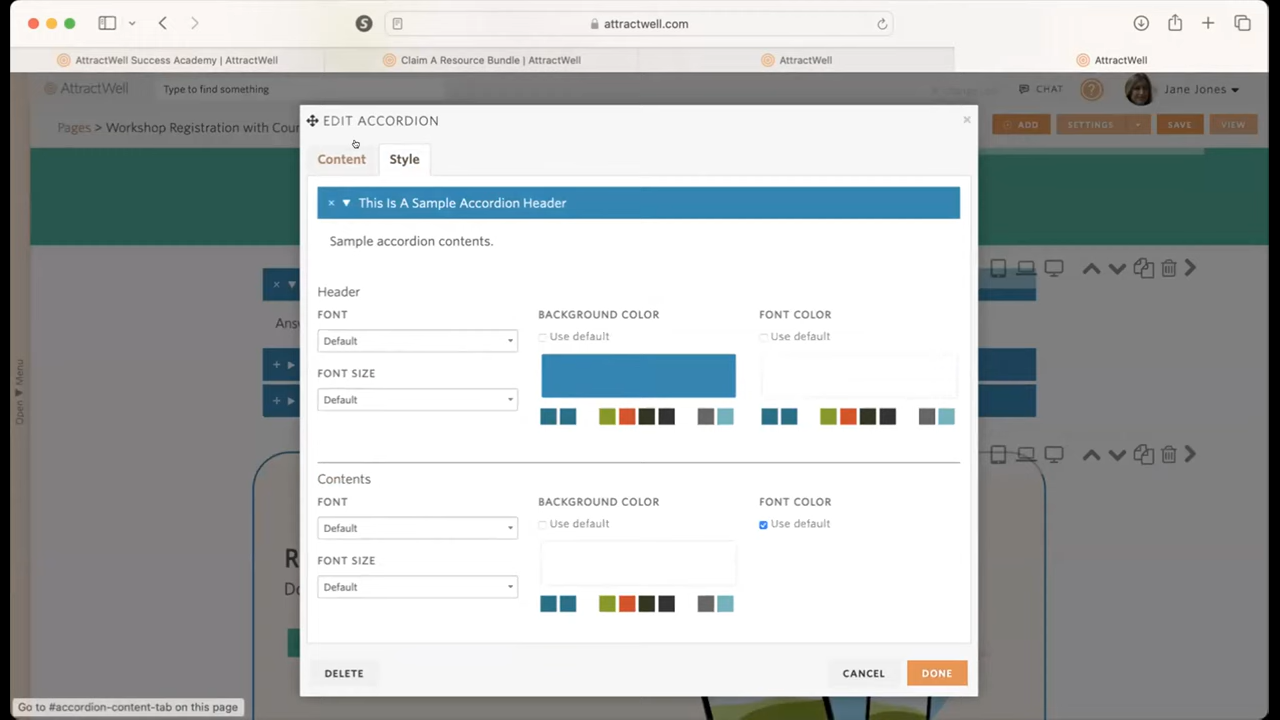 attractwell.com
AttractWell Success Academy | AttractWell
Claim A Resource Bundle | AttractWell
AttractWell
AttractWell
AttractWell
Type to find something
CHAT
?
Jane Jones
Pages > Workshop Registration with Cour
ADD
SETTINGS
SAVE
VIEW
EDIT ACCORDION
×
Content
Style
× ▼ This Is A Sample Accordion Header
Sample accordion contents.
Header
FONT
BACKGROUND COLOR
FONT COLOR
Default
Use default
Use default
FONT SIZE
Default
Contents
FONT
BACKGROUND COLOR
FONT COLOR
Default
Use default
Use default
FONT SIZE
Default
DELETE
CANCEL
DONE
Open ▼ Menu
Go to #accordion-content-tab on this page